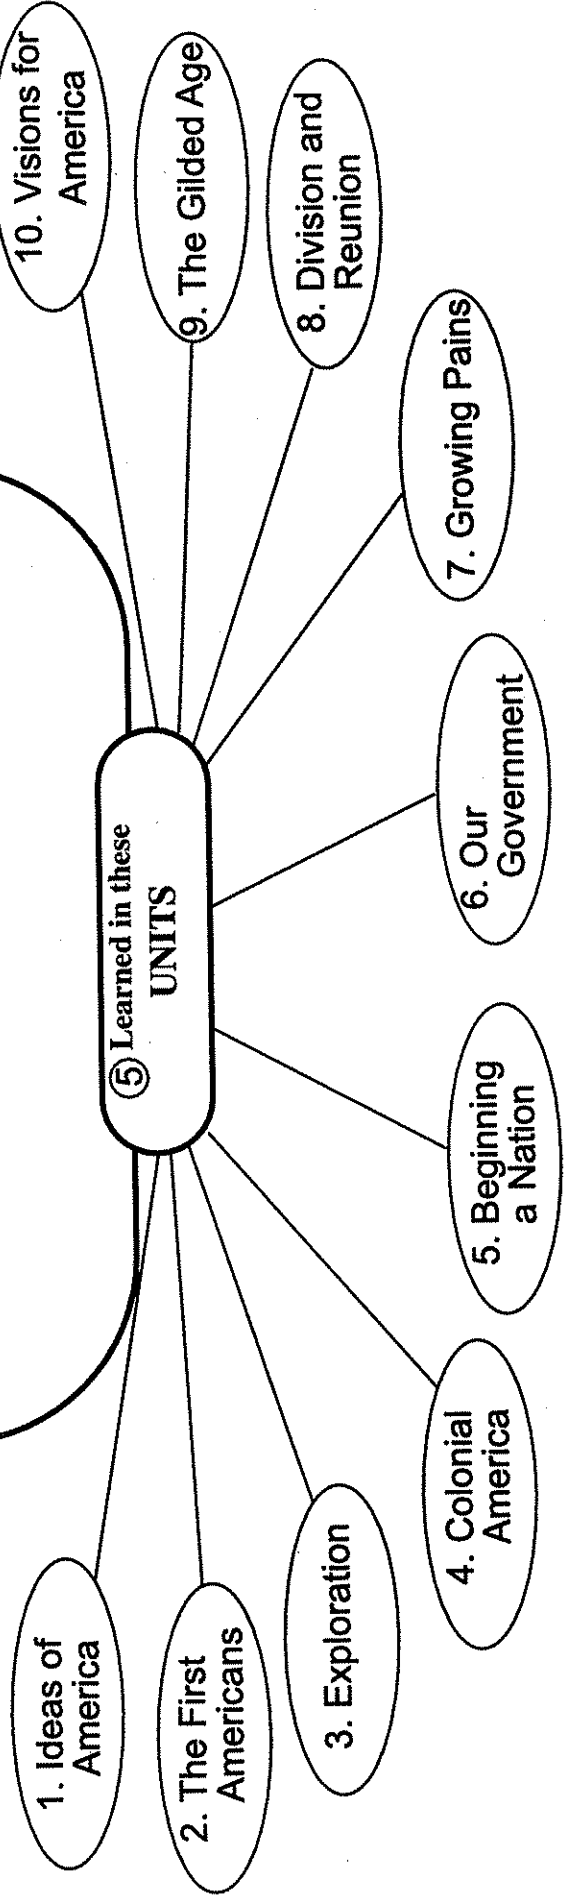 ⑤ Learned in these
UNITS
1. Ideas of
America
2. The First
Americans
3. Exploration
4. Colonial
America
5. Beginning
a Nation
6. Our
Government
7. Growing Pains
8. Division and
Reunion
9. The Gilded Age
10. Visions for
America